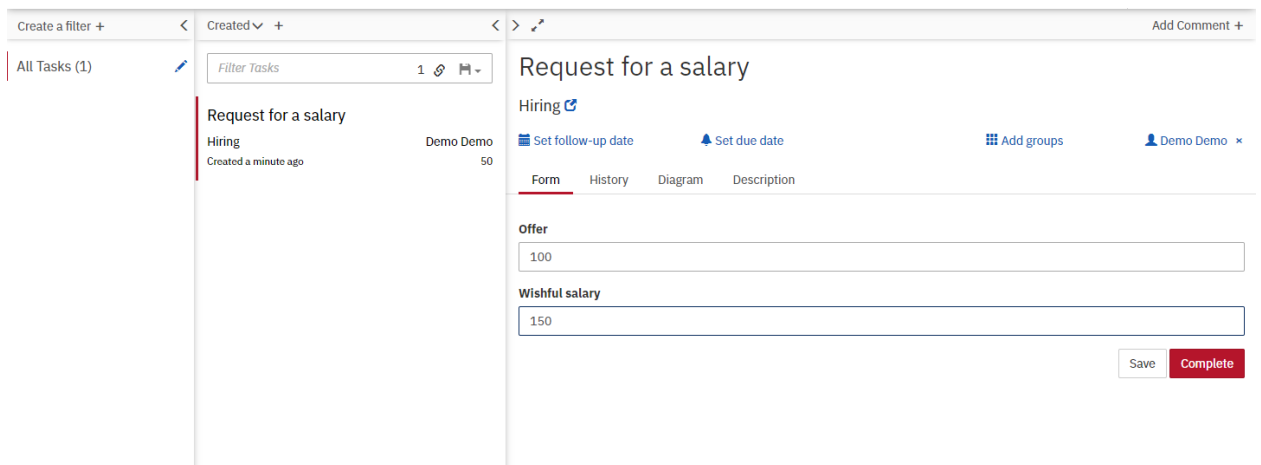 Create a filter +
All Tasks (1)
Created +
Filter Tasks 1
Request for a salary
Hiring Demo Demo
Created a minute ago 50
Add Comment +
Request for a salary
Hiring
Set follow-up date Set due date Add groups Demo Demo ×
Form History Diagram Description
Offer
100
Wishful salary
150
Save Complete